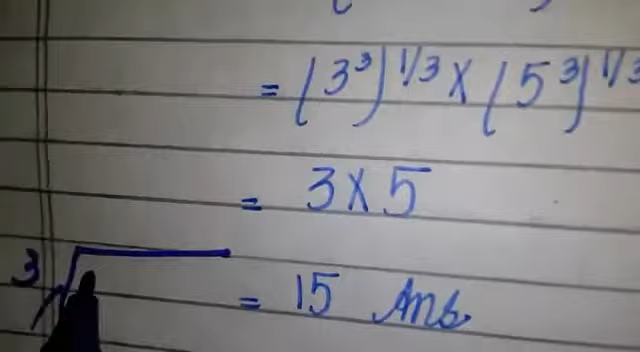 = (3³)^1/3 × (5³)^1/3
= 3 × 5
∛ = 15 Ans